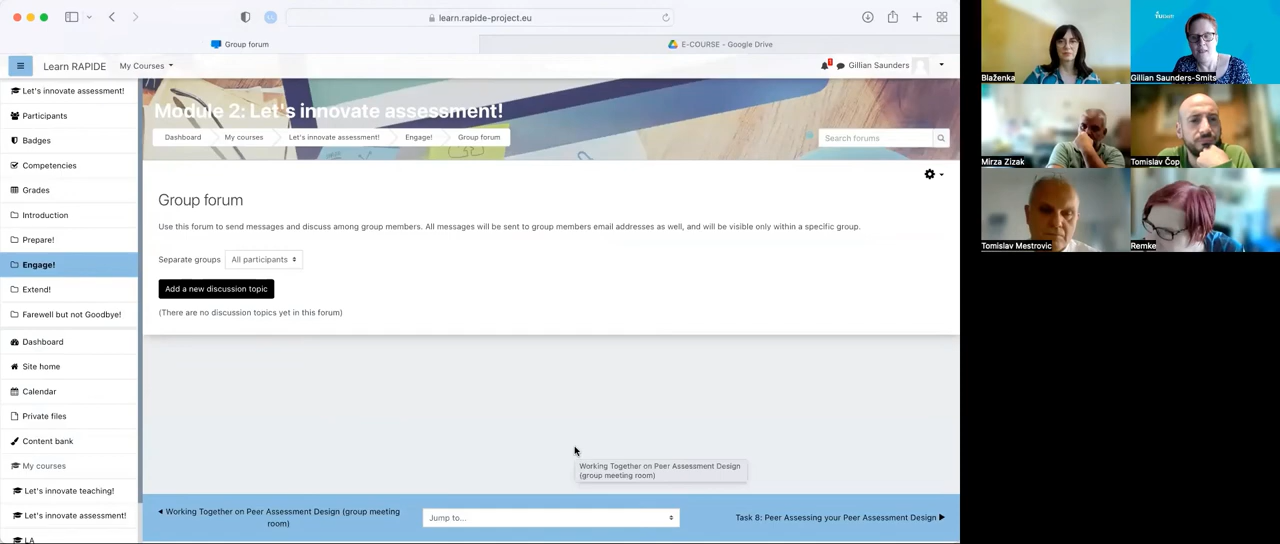 learn.rapide-project.eu
Group forum
E-COURSE - Google Drive
Learn RAPIDE
My Courses
1
Gillian Saunders
Let's innovate assessment!
Participants
Badges
Competencies
Grades
Introduction
Prepare!
Engage!
Extend!
Farewell but not Goodbye!
Dashboard
Site home
Calendar
Private files
Content bank
My courses
Let's innovate teaching!
Let's innovate assessment!
LA
Module 2: Let's innovate assessment!
Dashboard
My courses
Let's innovate assessment!
Engage!
Group forum
Search forums
Group forum
Use this forum to send messages and discuss among group members. All messages will be sent to group members email addresses as well, and will be visible only within a specific group.
Separate groups
All participants
Add a new discussion topic
(There are no discussion topics yet in this forum)
Working Together on Peer Assessment Design
(group meeting room)
◄ Working Together on Peer Assessment Design (group meeting
room)
Jump to...
Task 8: Peer Assessing your Peer Assessment Design ►
Blaženka
Gillian Saunders-Smits
Mirza Zizak
Tomislav Čop
Tomislav Mestrovic
Remke